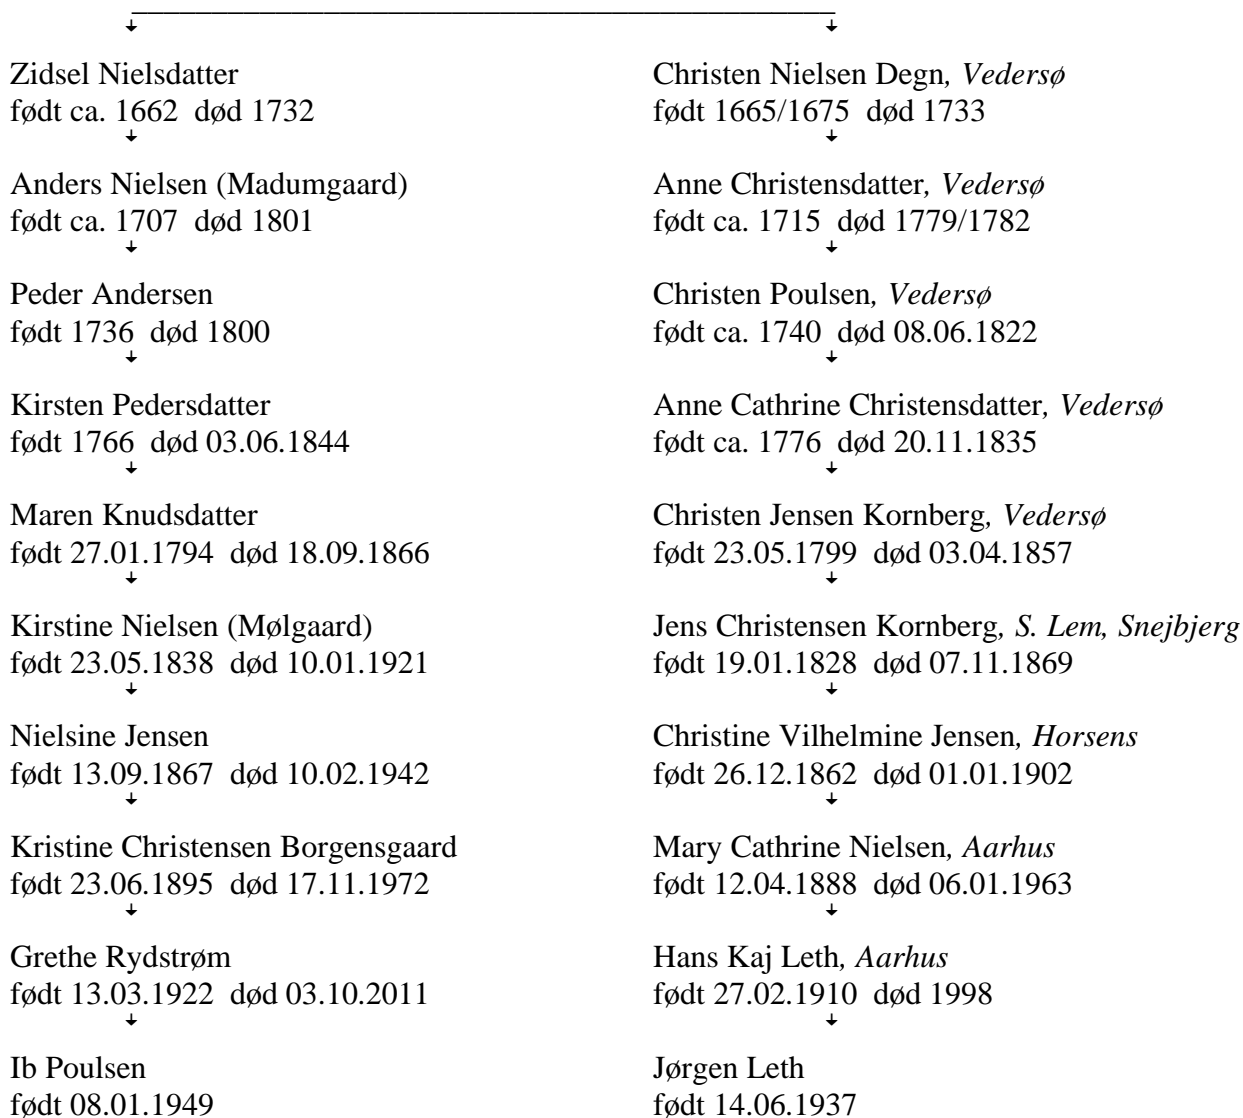 Zidsel Nielsdatter
født ca. 1662 død 1732
Anders Nielsen (Madumgaard)
født ca. 1707 død 1801
Peder Andersen
født 1736 død 1800
Kirsten Pedersdatter
født 1766 død 03.06.1844
Maren Knudsdatter
født 27.01.1794 død 18.09.1866
Kirstine Nielsen (Mølgaard)
født 23.05.1838 død 10.01.1921
Nielsine Jensen
født 13.09.1867 død 10.02.1942
Kristine Christensen Borgensgaard
født 23.06.1895 død 17.11.1972
Grethe Rydstrøm
født 13.03.1922 død 03.10.2011
Ib Poulsen
født 08.01.1949
Christen Nielsen Degn, Vedersø
født 1665/1675 død 1733
Anne Christensdatter, Vedersø
født ca. 1715 død 1779/1782
Christen Poulsen, Vedersø
født ca. 1740 død 08.06.1822
Anne Cathrine Christensdatter, Vedersø
født ca. 1776 død 20.11.1835
Christen Jensen Kornberg, Vedersø
født 23.05.1799 død 03.04.1857
Jens Christensen Kornberg, S. Lem, Snejbjerg
født 19.01.1828 død 07.11.1869
Christine Vilhelmine Jensen, Horsens
født 26.12.1862 død 01.01.1902
Mary Cathrine Nielsen, Aarhus
født 12.04.1888 død 06.01.1963
Hans Kaj Leth, Aarhus
født 27.02.1910 død 1998
Jørgen Leth
født 14.06.1937